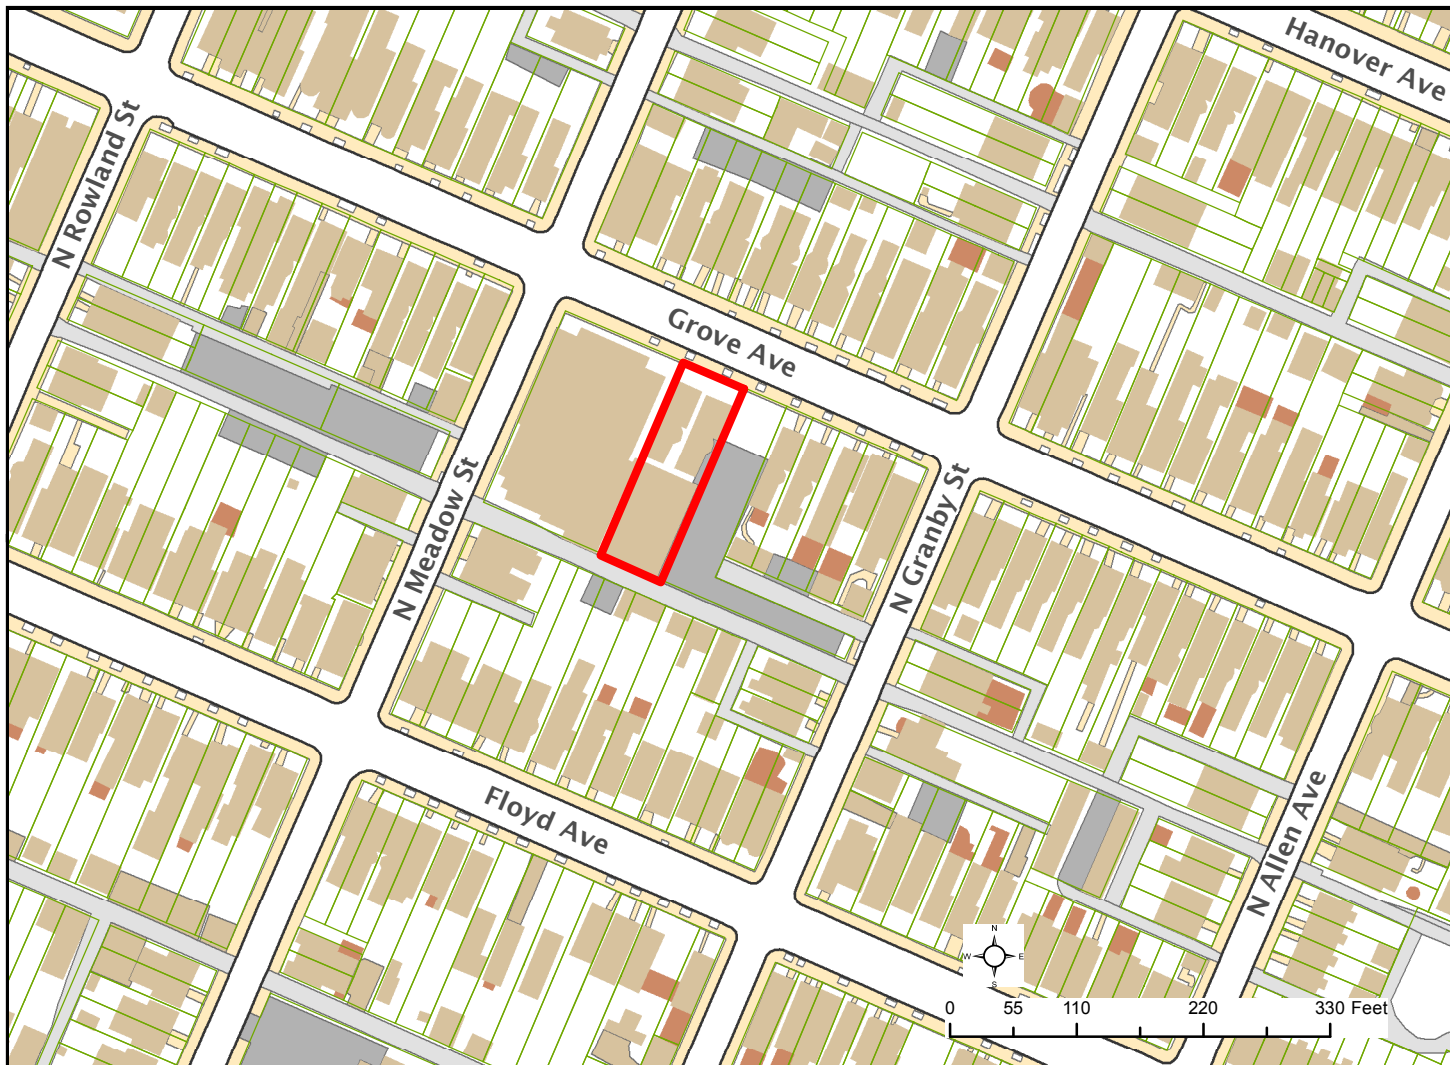 Hanover Ave
N Rowland St
Grove Ave
N Meadow St
N Granby St
Floyd Ave
N Allen Ave
N
W E
S
0 55 110 220 330 Feet